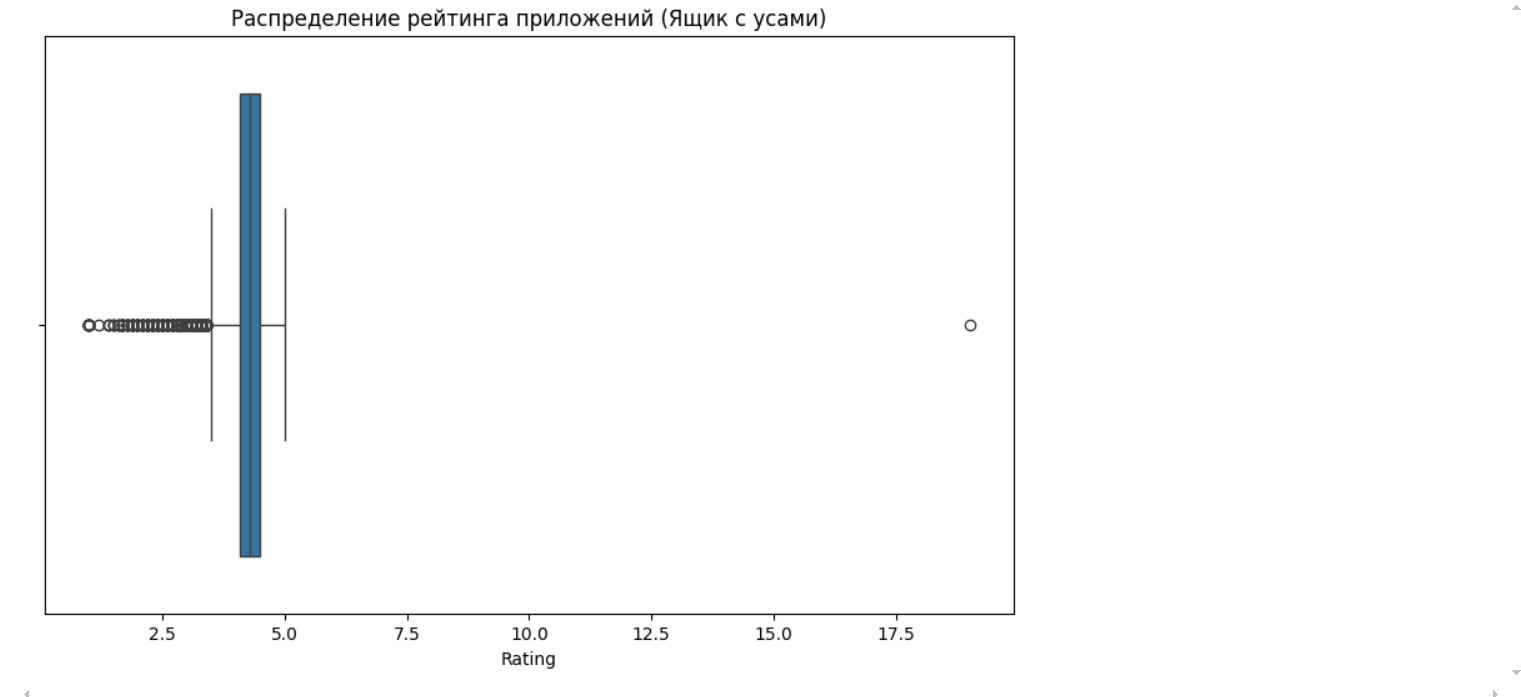 Распределение рейтинга приложений (Ящик с усами)
2.5 5.0 7.5 10.0 12.5 15.0 17.5
Rating